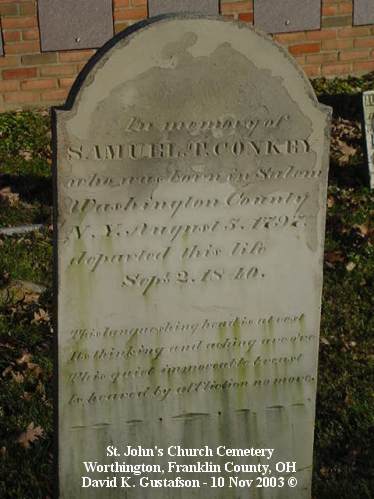 In memory of
SAMUEL.T.CONKEY
who was born in Salem
Washington County
N.Y. August 5. 1797.
departed this life
Sept. 2. 1840.
This languishing head is at rest
Its thinking and aching are o're
This quiet immoveable breast
Is heaved by affliction no more.
St. John's Church Cemetery
Worthington, Franklin County, OH
David K. Gustafson - 10 Nov 2003 ©